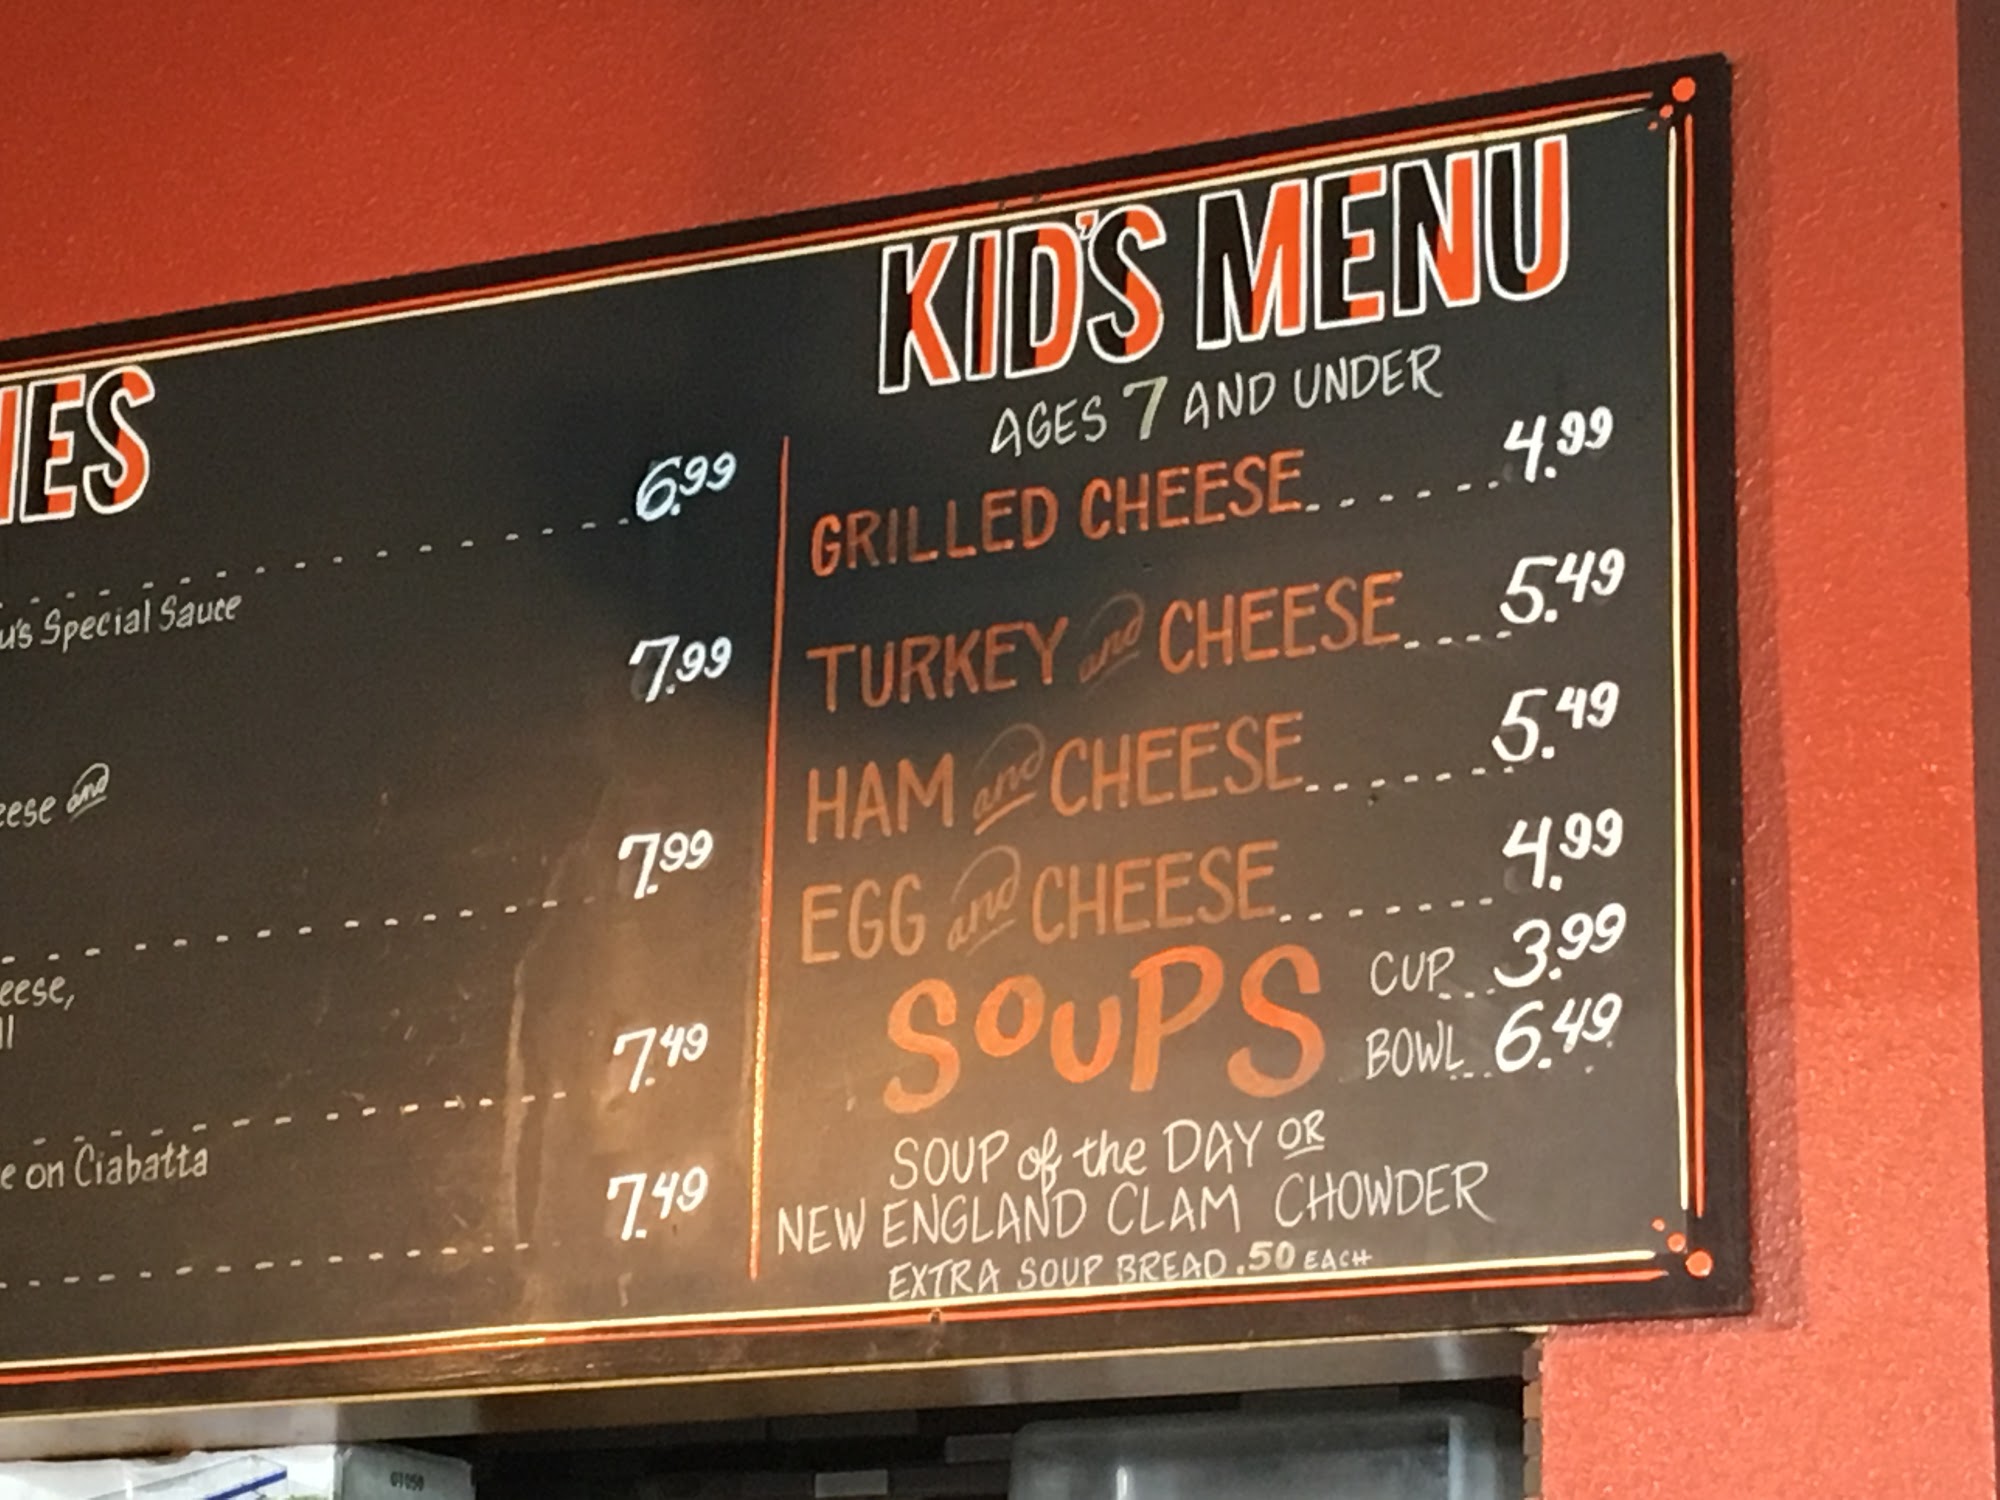 IES
6.99
u's Special Sauce
7.99
eese and
7.99
eese,
ll
7.49
e on Ciabatta
7.49
KID'S MENU
AGES 7 AND UNDER
GRILLED CHEESE 4.99
TURKEY and CHEESE 5.49
HAM and CHEESE 5.49
EGG and CHEESE 4.99
SOUPS
CUP 3.99
BOWL 6.49
SOUP of the DAY OR
NEW ENGLAND CLAM CHOWDER
EXTRA SOUP BREAD .50 EACH